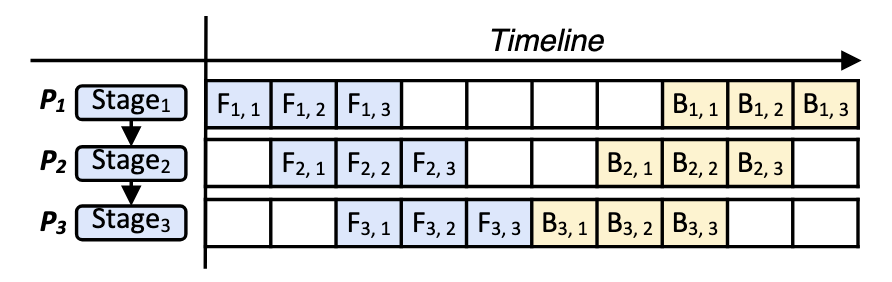 Timeline
P1 Stage1 F1, 1 F1, 2 F1, 3 B1, 1 B1, 2 B1, 3
P2 Stage2 F2, 1 F2, 2 F2, 3 B2, 1 B2, 2 B2, 3
P3 Stage3 F3, 1 F3, 2 F3, 3 B3, 1 B3, 2 B3, 3